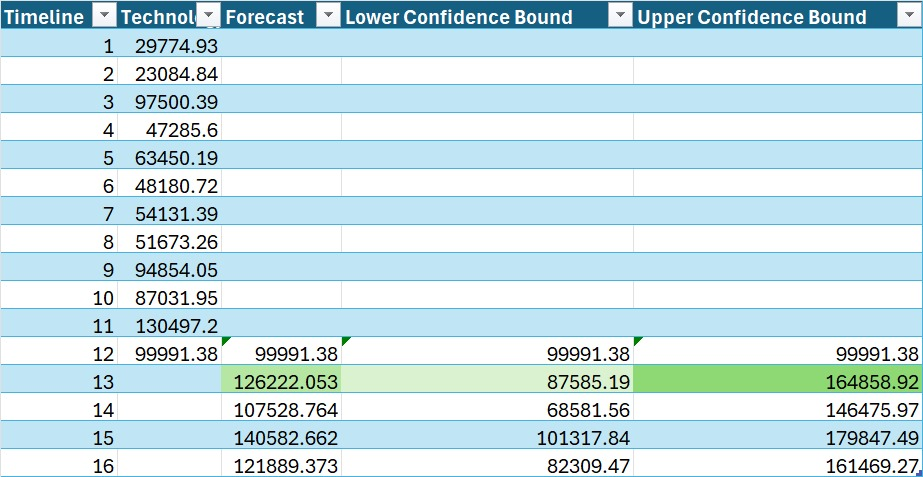 Timeline Technol Forecast Lower Confidence Bound Upper Confidence Bound
1 29774.93
2 23084.84
3 97500.39
4 47285.6
5 63450.19
6 48180.72
7 54131.39
8 51673.26
9 94854.05
10 87031.95
11 130497.2
12 99991.38 99991.38 99991.38 99991.38
13 126222.053 87585.19 164858.92
14 107528.764 68581.56 146475.97
15 140582.662 101317.84 179847.49
16 121889.373 82309.47 161469.27